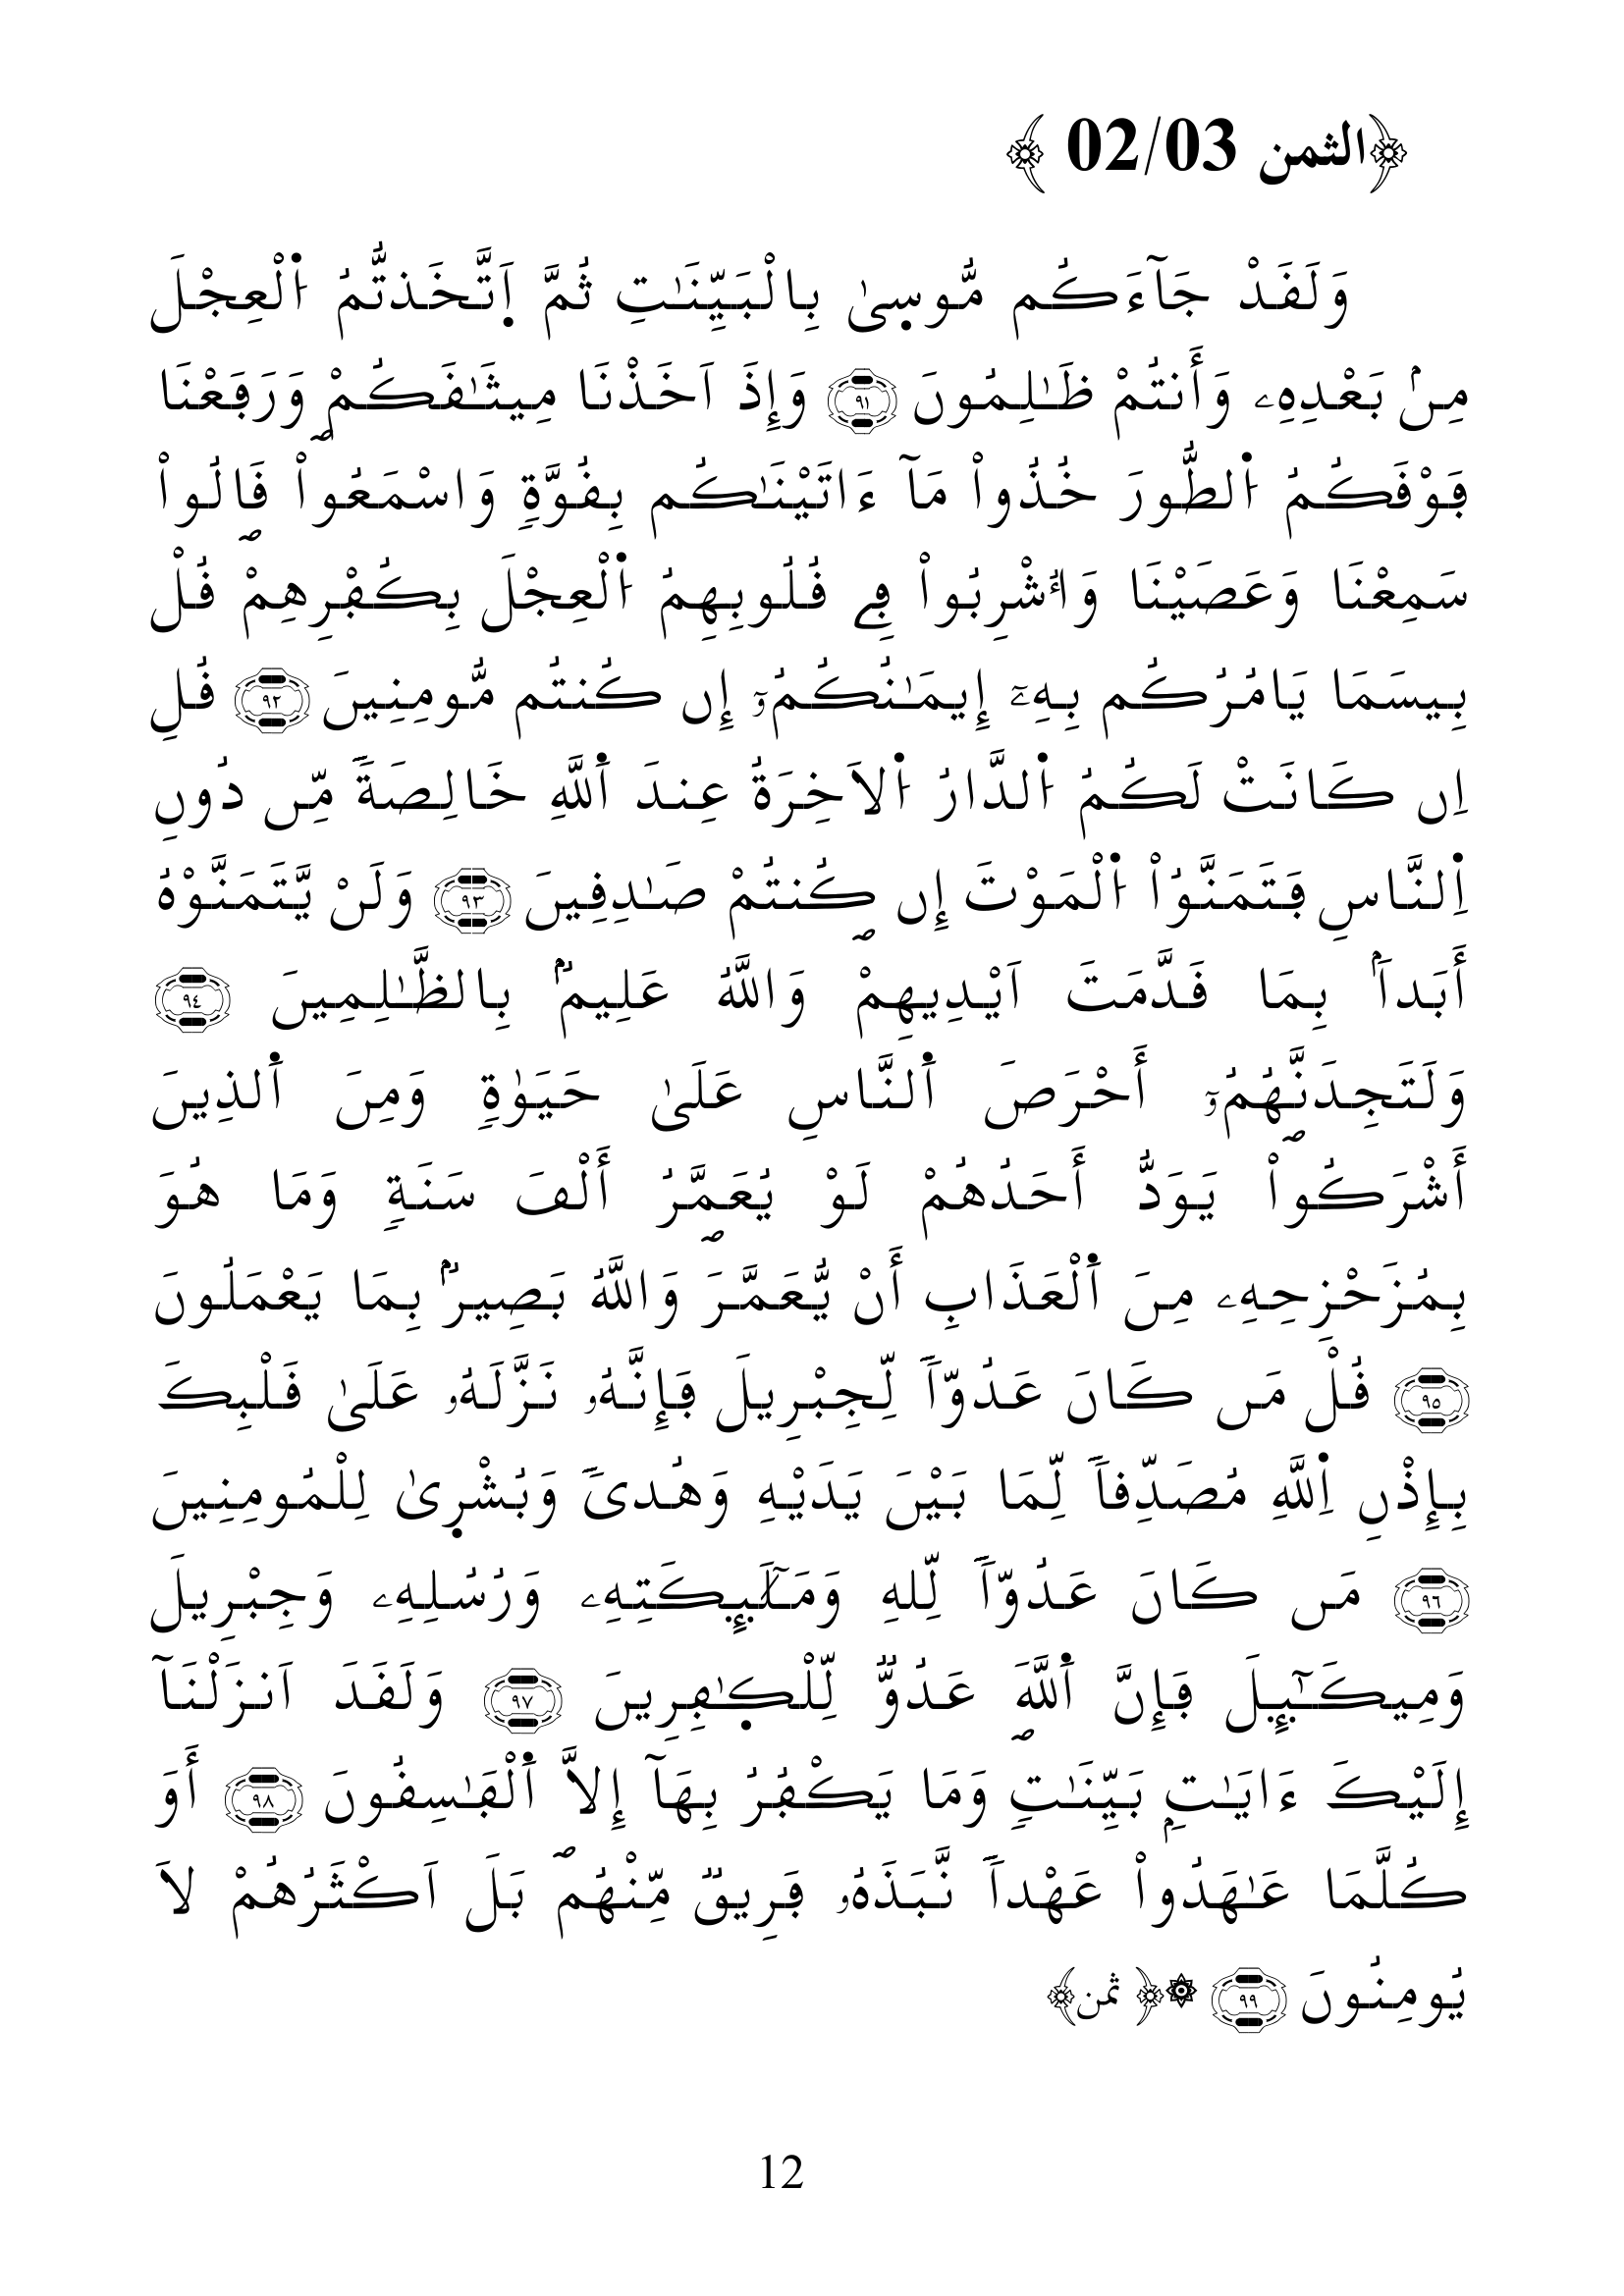 ﴿الثمن 02/03 ﴾
وَلَقَدْ جَآءَكُم مُّوسۭيٰ بِالْبَيِّنَٰتِ ثُمَّ اَ۪تَّخَذتُّمُ اُ۬لْعِجْلَ
مِنۢ بَعْدِهِۦ وَأَنتُمْ ظَٰلِمُونَ ٩١ وَإِذَ اَخَذْنَا مِيثَٰقَكُمْ وَرَفَعْنَا
فَوْقَكُمُ اُ۬لطُّورَ خُذُواْ مَآ ءَاتَيْنَٰكُم بِقُوَّةٖ وَاسْمَعُواْ قَالُواْ
سَمِعْنَا وَعَصَيْنَا وَأُشْرِبُواْ فِے قُلُوبِهِمُ اُ۬لْعِجْلَ بِكُفْرِهِمْ قُلْ
بِيسَمَا يَامُرُكُم بِهِۦٓ إِيمَٰنُكُمُۥٓ إِن كُنتُم مُّومِنِينَ ٩٢ قُلِ
اِن كَانَتْ لَكُمُ اُ۬لدَّارُ اُ۬لاَخِرَةُ عِندَ اَ۬للَّهِ خَالِصَةٗ مِّن دُونِ
اِ۬لنَّاسِ فَتَمَنَّوُاْ اُ۬لْمَوْتَ إِن كُنتُمْ صَٰدِقِينَ ٩٣ وَلَنْ يَّتَمَنَّوْهُ
أَبَداَۢ بِمَا قَدَّمَتَ اَيْدِيهِمْ وَاللَّهُ عَلِيمُۢ بِالظَّٰلِمِينَ ٩٤
وَلَتَجِدَنَّهُمُۥٓ أَحْرَصَ اَ۬لنَّاسِ عَلَىٰ حَيَوٰةٖ وَمِنَ اَ۬لذِينَ
أَشْرَكُواْ يَوَدُّ أَحَدُهُمْ لَوْ يُعَمَّرُ أَلْفَ سَنَةٖ وَمَا هُوَ
بِمُزَحْزِحِهِۦ مِنَ اَ۬لْعَذَابِ أَنْ يُّعَمَّرَ وَاللَّهُ بَصِيرُۢ بِمَا يَعْمَلُونَ
٩٥ قُلْ مَن كَانَ عَدُوّاٗ لِّجِبْرِيلَ فَإِنَّهُۥ نَزَّلَهُۥ عَلَىٰ قَلْبِكَ
بِإِذْنِ اِ۬للَّهِ مُصَدِّقاٗ لِّمَا بَيْنَ يَدَيْهِ وَهُدىٗ وَبُشْر۪يٰ لِلْمُومِنِينَ
٩٦ مَن كَانَ عَدُوّاٗ لِّلهِ وَمَلَٰٓئِكَتِهِۦ وَرُسُلِهِۦ وَجِبْرِيلَ
وَمِيكَٰٓئِلَ فَإِنَّ اَ۬للَّهَ عَدُوّٞ لِّلْكٰ۪فِرِينَ ٩٧ وَلَقَدَ اَنزَلْنَآ
إِلَيْكَ ءَايَٰتِۢ بَيِّنَٰتٖ وَمَا يَكْفُرُ بِهَآ إِلاَّ اَ۬لْفَٰسِقُونَ ٩٨ أَوَ
كُلَّمَا عَٰهَدُواْ عَهْداٗ نَّبَذَهُۥ فَرِيقٞ مِّنْهُم بَلَ اَكْثَرُهُمْ لاَ
يُومِنُونَ ٩٩ ۞﴿ ثمن﴾
12